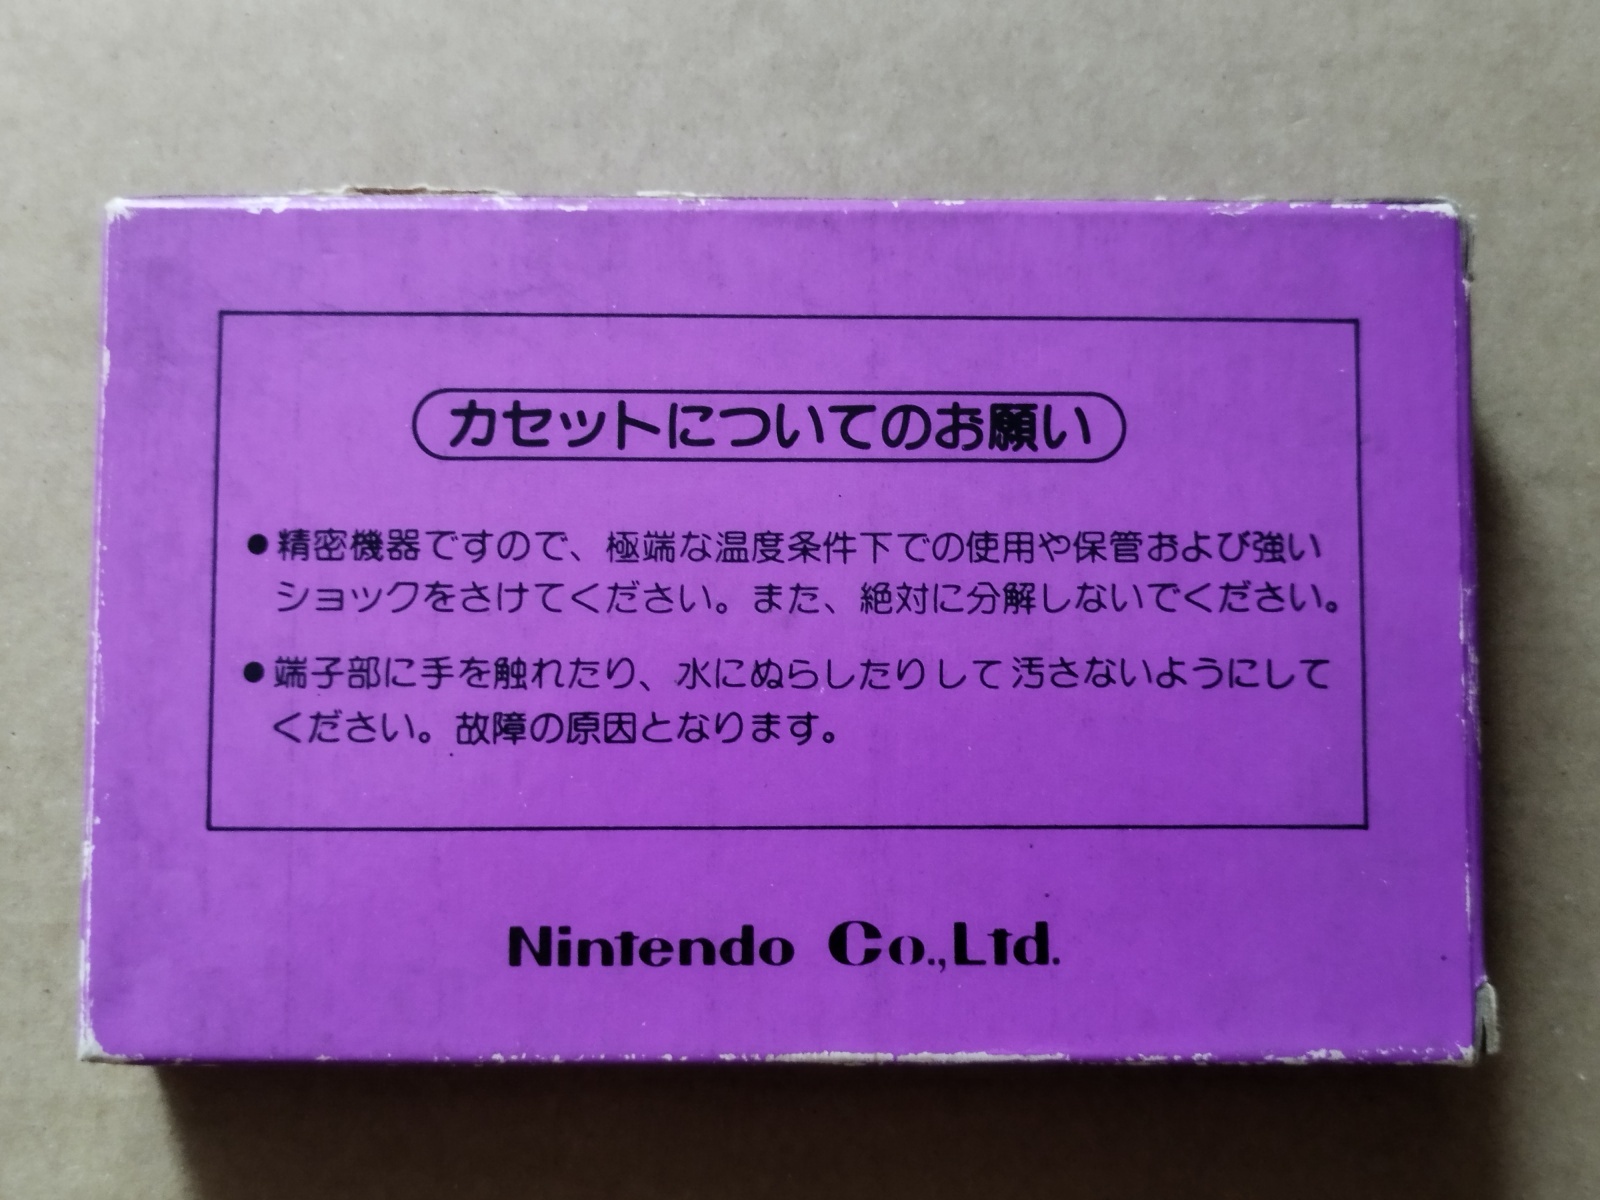 カセットについてのお願い
●精密機器ですので、極端な温度条件下での使用や保管および強い
ショックをさけてください。また、絶対に分解しないでください。
●端子部に手を触れたり、水にぬらしたりして汚さないようにして
ください。故障の原因となります。
Nintendo Co.,Ltd.